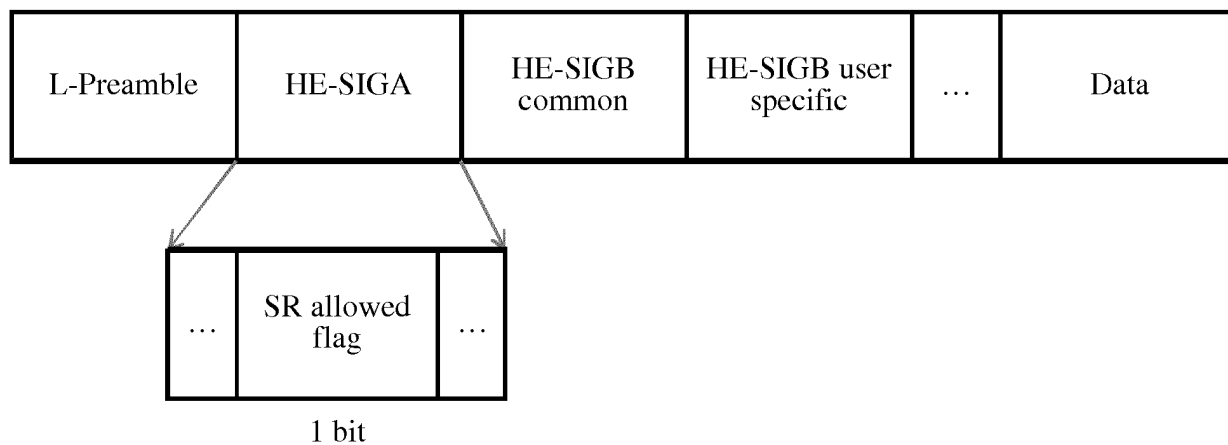 L-Preamble
HE-SIGA
HE-SIGB
common
HE-SIGB user
specific
…
Data
…
SR allowed
flag
…
1 bit